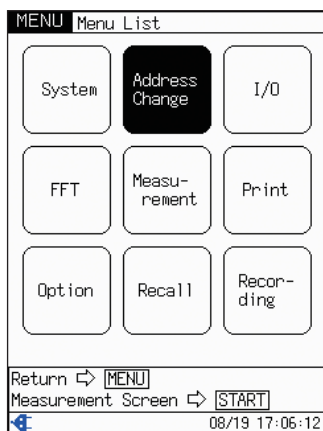 MENU Menu List
System
Address
Change
I/O
FFT
Measu-
rement
Print
Option
Recall
Recor-
ding
Return ⇨ MENU
Measurement Screen ⇨ START
08/19 17:06:12